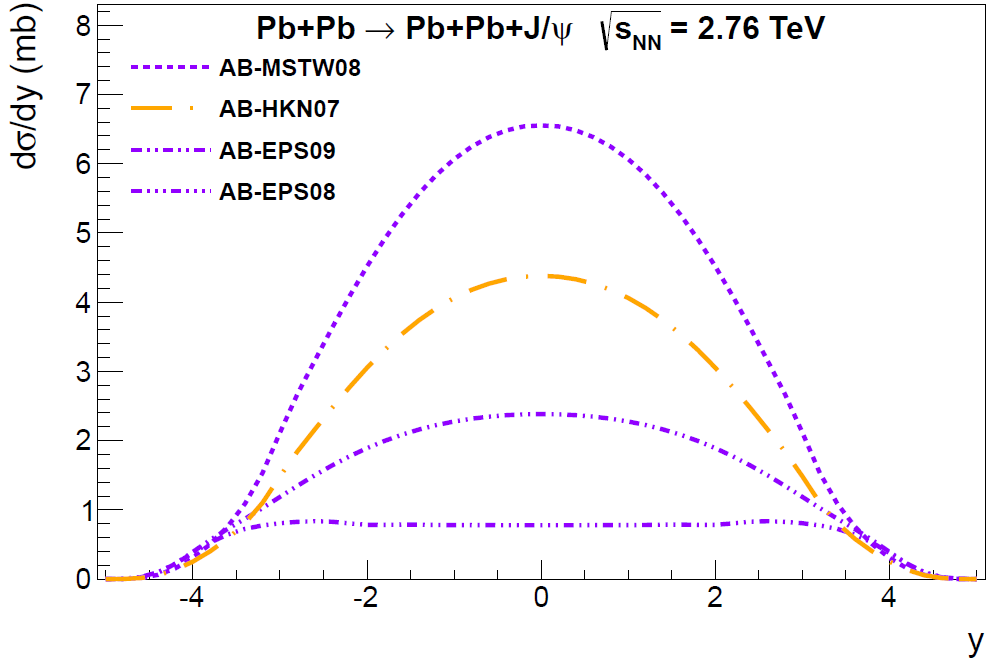 Pb+Pb → Pb+Pb+J/ψ √sNN = 2.76 TeV
dσ/dy (mb)
AB-MSTW08
AB-HKN07
AB-EPS09
AB-EPS08
8
7
6
5
4
3
2
1
0
-4 -2 0 2 4
y